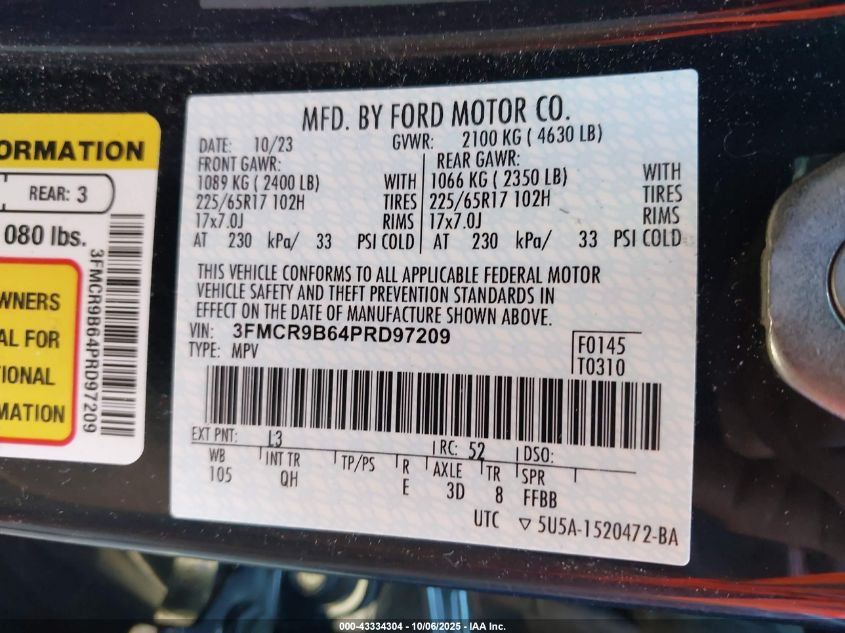 ORMATION
REAR: 3
080 lbs.
WNERS
AL FOR
TIONAL
RMATION
3FMCR9B64PRD97209
MFD. BY FORD MOTOR CO.
DATE: 10/23 GVWR: 2100 KG ( 4630 LB)
FRONT GAWR: REAR GAWR:
1089 KG ( 2400 LB) WITH 1066 KG ( 2350 LB) WITH
225/65R17 102H TIRES 225/65R17 102H TIRES
17x7.0J RIMS 17x7.0J RIMS
AT 230 kPa/ 33 PSI COLD AT 230 kPa/ 33 PSI COLD
THIS VEHICLE CONFORMS TO ALL APPLICABLE FEDERAL MOTOR
VEHICLE SAFETY AND THEFT PREVENTION STANDARDS IN
EFFECT ON THE DATE OF MANUFACTURE SHOWN ABOVE.
VIN: 3FMCR9B64PRD97209 F0145
TYPE: MPV T0310
EXT PNT: L3 RC: 52 DSO:
WB INT TR TP/PS R AXLE TR SPR
105 QH E 3D 8 FFBB
UTC ▽ 5U5A-1520472-BA
000-43334304 - 10/06/2025 - IAA Inc.